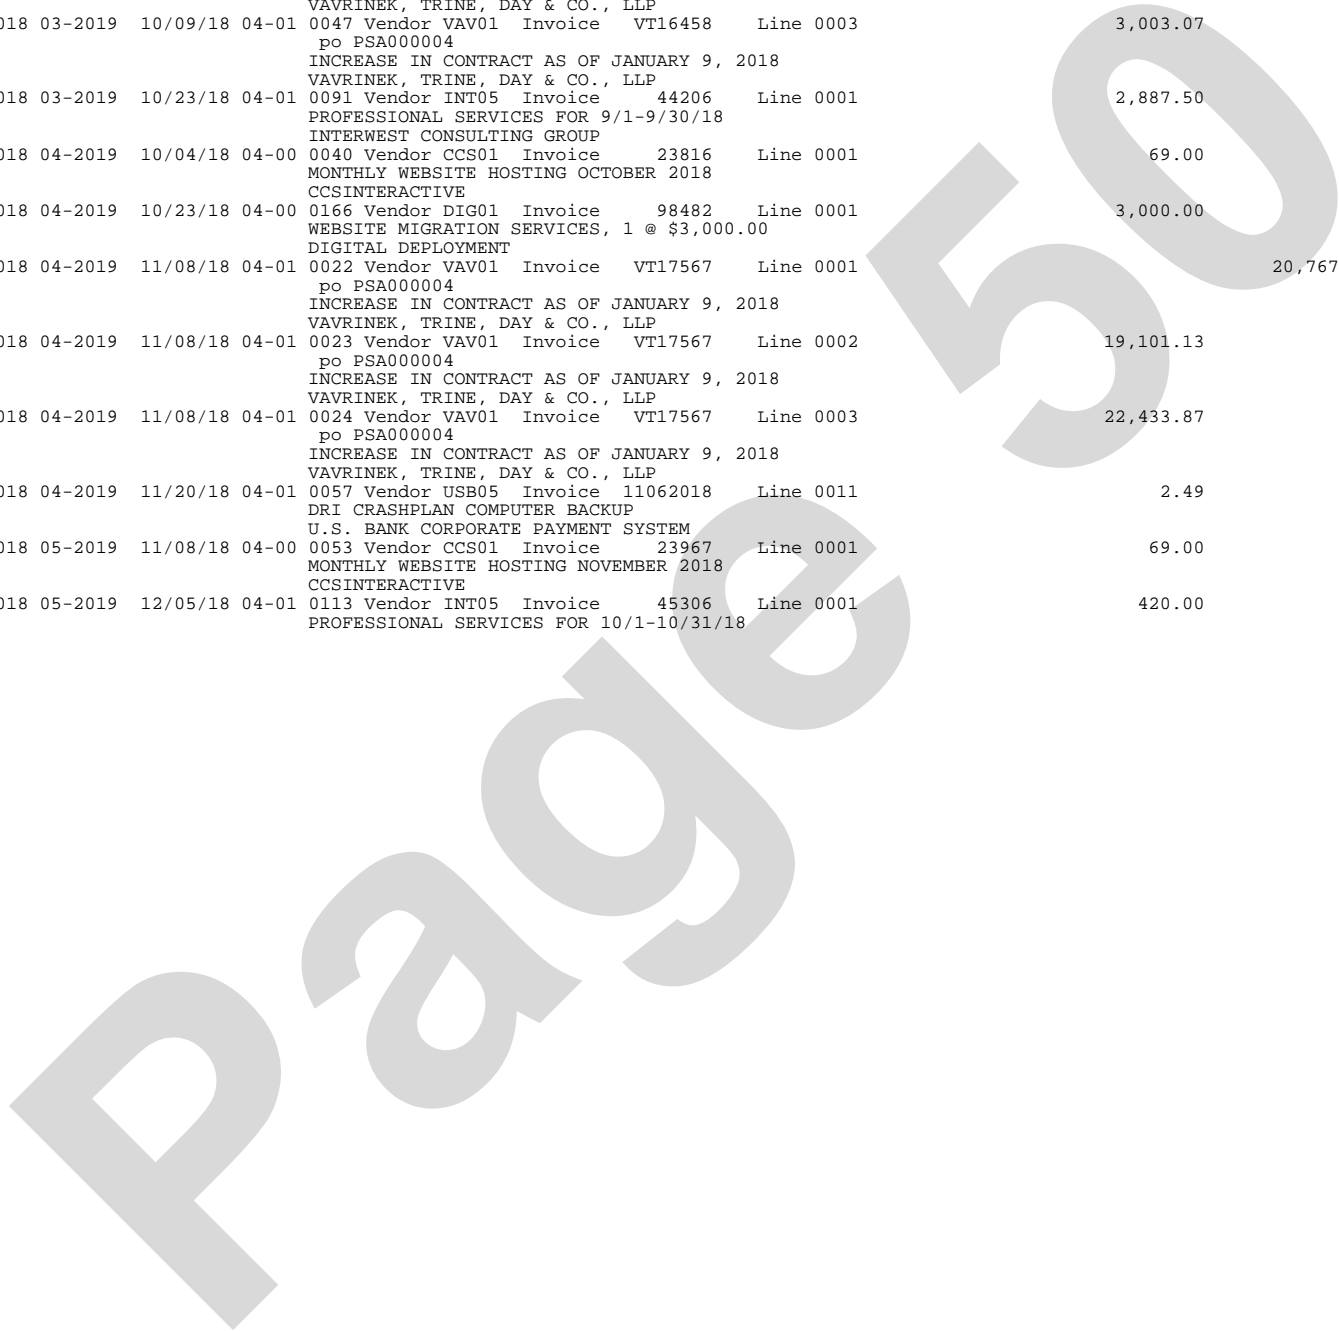 VAVRINEK, TRINE, DAY & CO., LLP
018 03-2019 10/09/18 04-01 0047 Vendor VAV01 Invoice VT16458 Line 0003 3,003.07
po PSA000004
INCREASE IN CONTRACT AS OF JANUARY 9, 2018
VAVRINEK, TRINE, DAY & CO., LLP
018 03-2019 10/23/18 04-01 0091 Vendor INT05 Invoice 44206 Line 0001 2,887.50
PROFESSIONAL SERVICES FOR 9/1-9/30/18
INTERWEST CONSULTING GROUP
018 04-2019 10/04/18 04-00 0040 Vendor CCS01 Invoice 23816 Line 0001 69.00
MONTHLY WEBSITE HOSTING OCTOBER 2018
CCSINTERACTIVE
018 04-2019 10/23/18 04-00 0166 Vendor DIG01 Invoice 98482 Line 0001 3,000.00
WEBSITE MIGRATION SERVICES, 1 @ $3,000.00
DIGITAL DEPLOYMENT
018 04-2019 11/08/18 04-01 0022 Vendor VAV01 Invoice VT17567 Line 0001 20,767
po PSA000004
INCREASE IN CONTRACT AS OF JANUARY 9, 2018
VAVRINEK, TRINE, DAY & CO., LLP
018 04-2019 11/08/18 04-01 0023 Vendor VAV01 Invoice VT17567 Line 0002 19,101.13
po PSA000004
INCREASE IN CONTRACT AS OF JANUARY 9, 2018
VAVRINEK, TRINE, DAY & CO., LLP
018 04-2019 11/08/18 04-01 0024 Vendor VAV01 Invoice VT17567 Line 0003 22,433.87
po PSA000004
INCREASE IN CONTRACT AS OF JANUARY 9, 2018
VAVRINEK, TRINE, DAY & CO., LLP
018 04-2019 11/20/18 04-01 0057 Vendor USB05 Invoice 11062018 Line 0011 2.49
DRI CRASHPLAN COMPUTER BACKUP
U.S. BANK CORPORATE PAYMENT SYSTEM
018 05-2019 11/08/18 04-00 0053 Vendor CCS01 Invoice 23967 Line 0001 69.00
MONTHLY WEBSITE HOSTING NOVEMBER 2018
CCSINTERACTIVE
018 05-2019 12/05/18 04-01 0113 Vendor INT05 Invoice 45306 Line 0001 420.00
PROFESSIONAL SERVICES FOR 10/1-10/31/18
Page 50